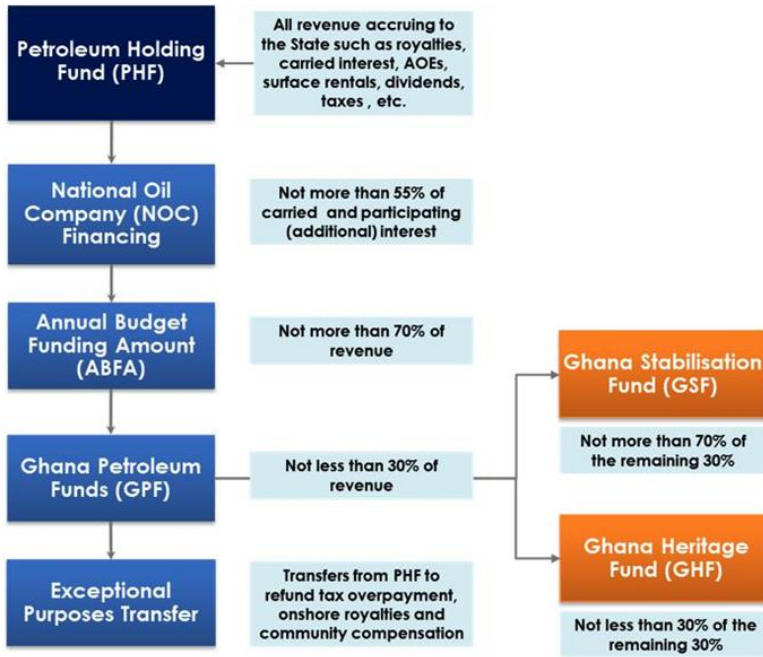 Petroleum Holding
Fund (PHF)
All revenue accruing to
the State such as royalties,
carried interest, AOEs,
surface rentals, dividends,
taxes , etc.
National Oil
Company (NOC)
Financing
Not more than 55% of
carried and participating
(additional) interest
Annual Budget
Funding Amount
(ABFA)
Not more than 70% of
revenue
Ghana Stabilisation
Fund (GSF)
Not more than 70% of
the remaining 30%
Ghana Petroleum
Funds (GPF)
Not less than 30% of
revenue
Ghana Heritage
Fund (GHF)
Not less than 30% of the
remaining 30%
Exceptional
Purposes Transfer
Transfers from PHF to
refund tax overpayment,
onshore royalties and
community compensation